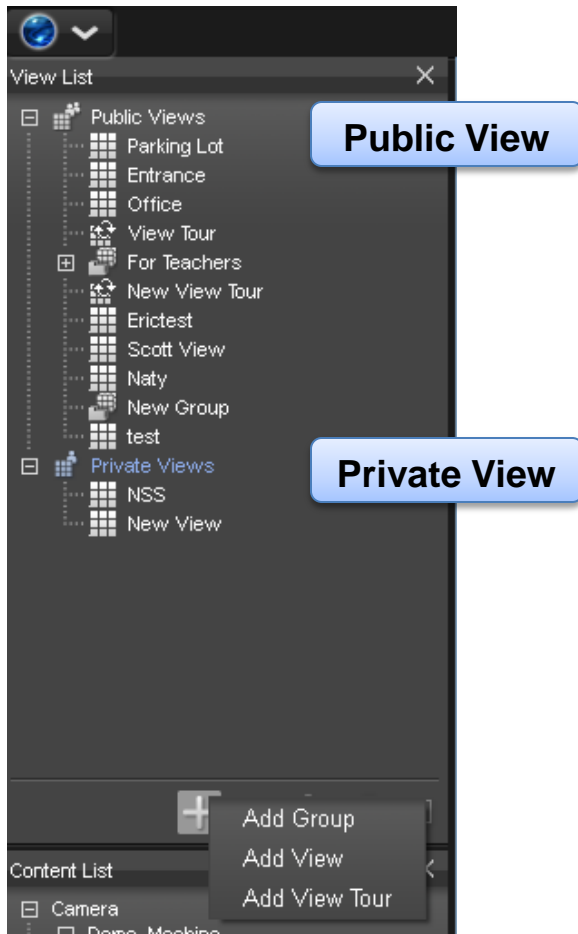 View List
Public Views
Public View
Parking Lot
Entrance
Office
View Tour
For Teachers
New View Tour
Erictest
Scott View
Naty
New Group
test
Private Views
Private View
NSS
New View
Add Group
Add View
Add View Tour
Content List
Camera
Demo Machine